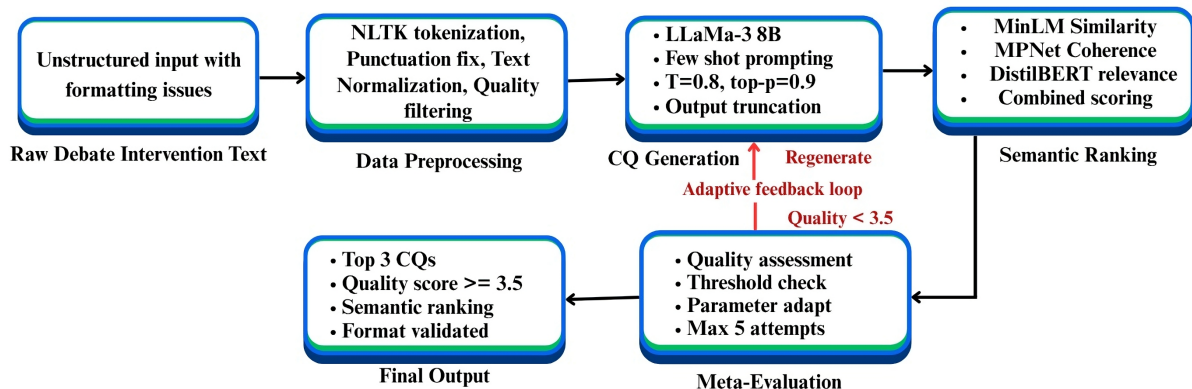 Unstructured input with
formatting issues
Raw Debate Intervention Text
NLTK tokenization,
Punctuation fix, Text
Normalization, Quality
filtering
Data Preprocessing
• LLaMa-3 8B
• Few shot prompting
• T=0.8, top-p=0.9
• Output truncation
CQ Generation
• MinLM Similarity
• MPNet Coherence
• DistilBERT relevance
• Combined scoring
Semantic Ranking
Regenerate
Adaptive feedback loop
Quality < 3.5
• Quality assessment
• Threshold check
• Parameter adapt
• Max 5 attempts
Meta-Evaluation
• Top 3 CQs
• Quality score >= 3.5
• Semantic ranking
• Format validated
Final Output